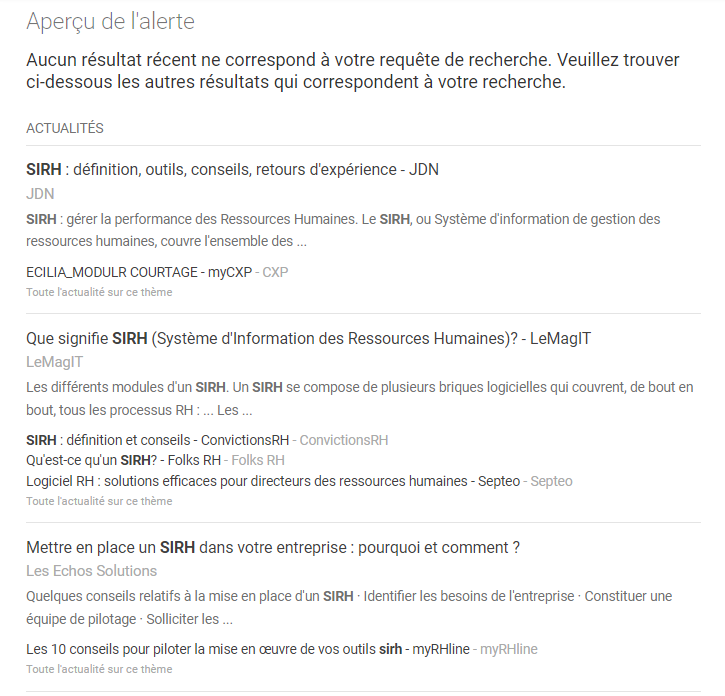 Aperçu de l'alerte
Aucun résultat récent ne correspond à votre requête de recherche. Veuillez trouver
ci-dessous les autres résultats qui correspondent à votre recherche.
ACTUALITÉS
SIRH : définition, outils, conseils, retours d'expérience - JDN
JDN
SIRH : gérer la performance des Ressources Humaines. Le SIRH, ou Système d'information de gestion des
ressources humaines, couvre l'ensemble des ...
ECILIA_MODULR COURTAGE - myCXP - CXP
Toute l'actualité sur ce thème
Que signifie SIRH (Système d'Information des Ressources Humaines)? - LeMagIT
LeMagIT
Les différents modules d'un SIRH. Un SIRH se compose de plusieurs briques logicielles qui couvrent, de bout en
bout, tous les processus RH : ... Les ...
SIRH : définition et conseils - ConvictionsRH - ConvictionsRH
Qu'est-ce qu'un SIRH? - Folks RH - Folks RH
Logiciel RH : solutions efficaces pour directeurs des ressources humaines - Septeo - Septeo
Toute l'actualité sur ce thème
Mettre en place un SIRH dans votre entreprise : pourquoi et comment ?
Les Echos Solutions
Quelques conseils relatifs à la mise en place d'un SIRH · Identifier les besoins de l'entreprise · Constituer une
équipe de pilotage · Solliciter les ...
Les 10 conseils pour piloter la mise en œuvre de vos outils sirh - myRHline - myRHline
Toute l'actualité sur ce thème